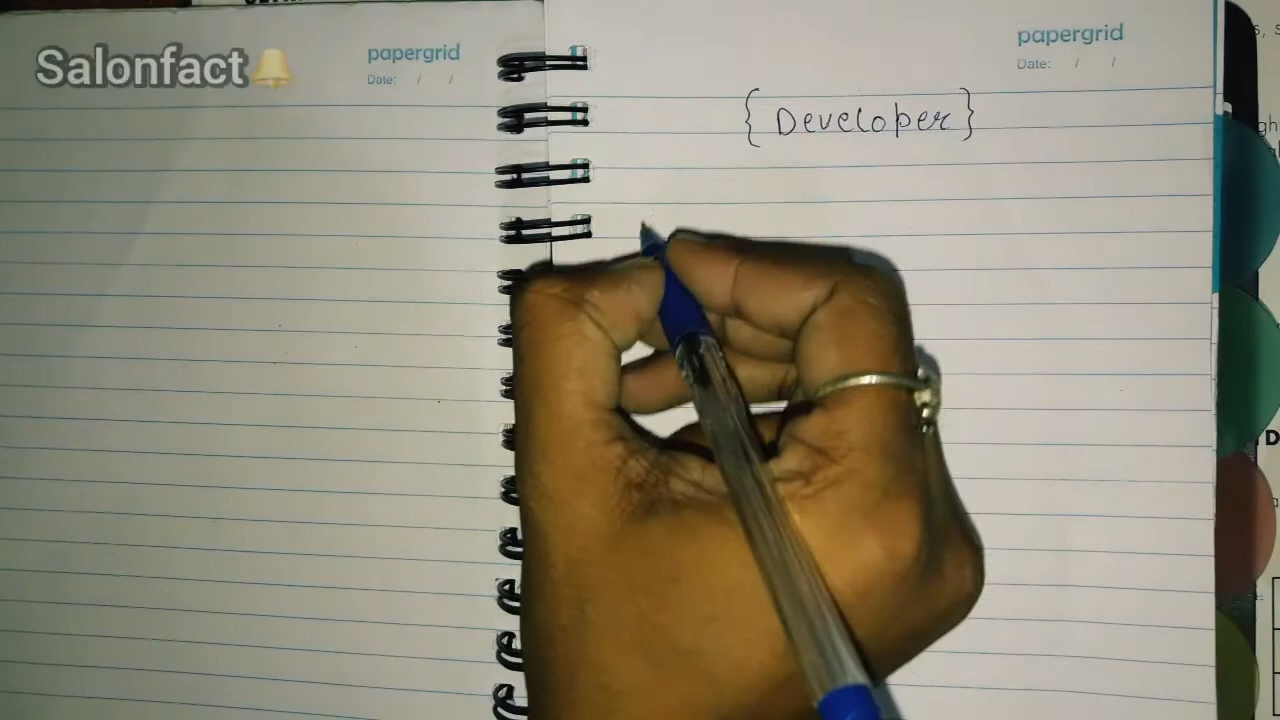 Salonfact🔔
papergrid
Date: / /
papergrid
Date: / /
{ Developer }